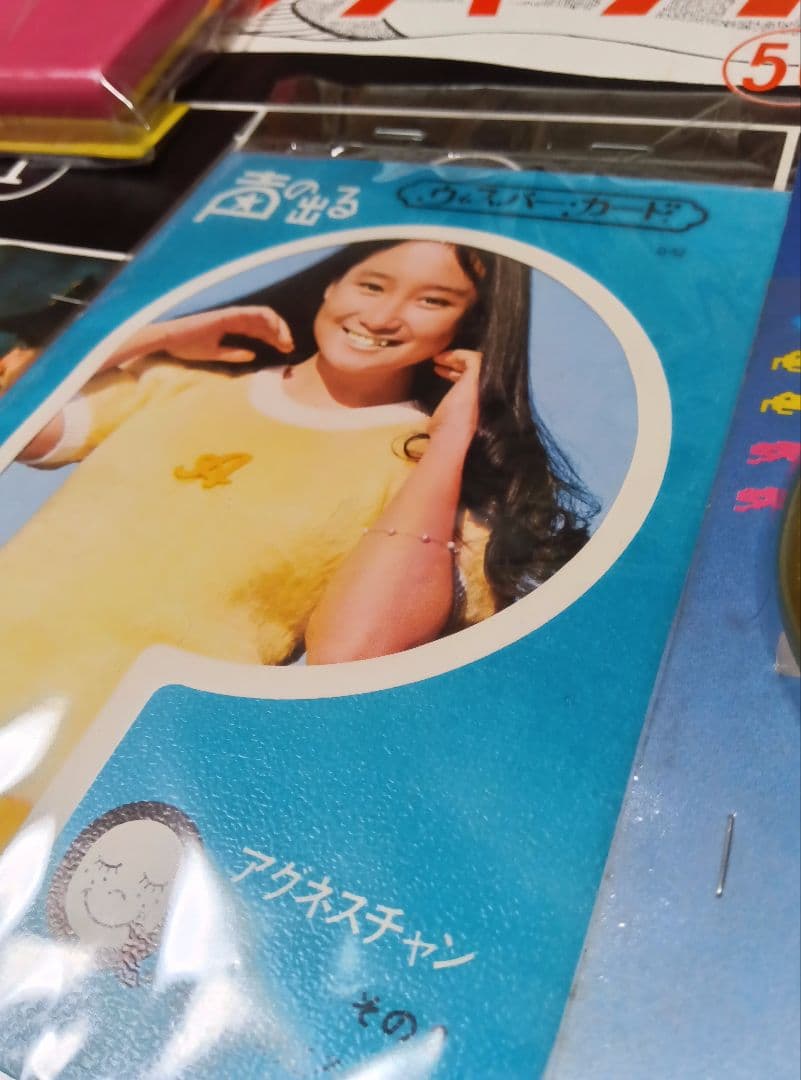 5
声の出る
ウィスパー・カード
A
アグネスチャン
その